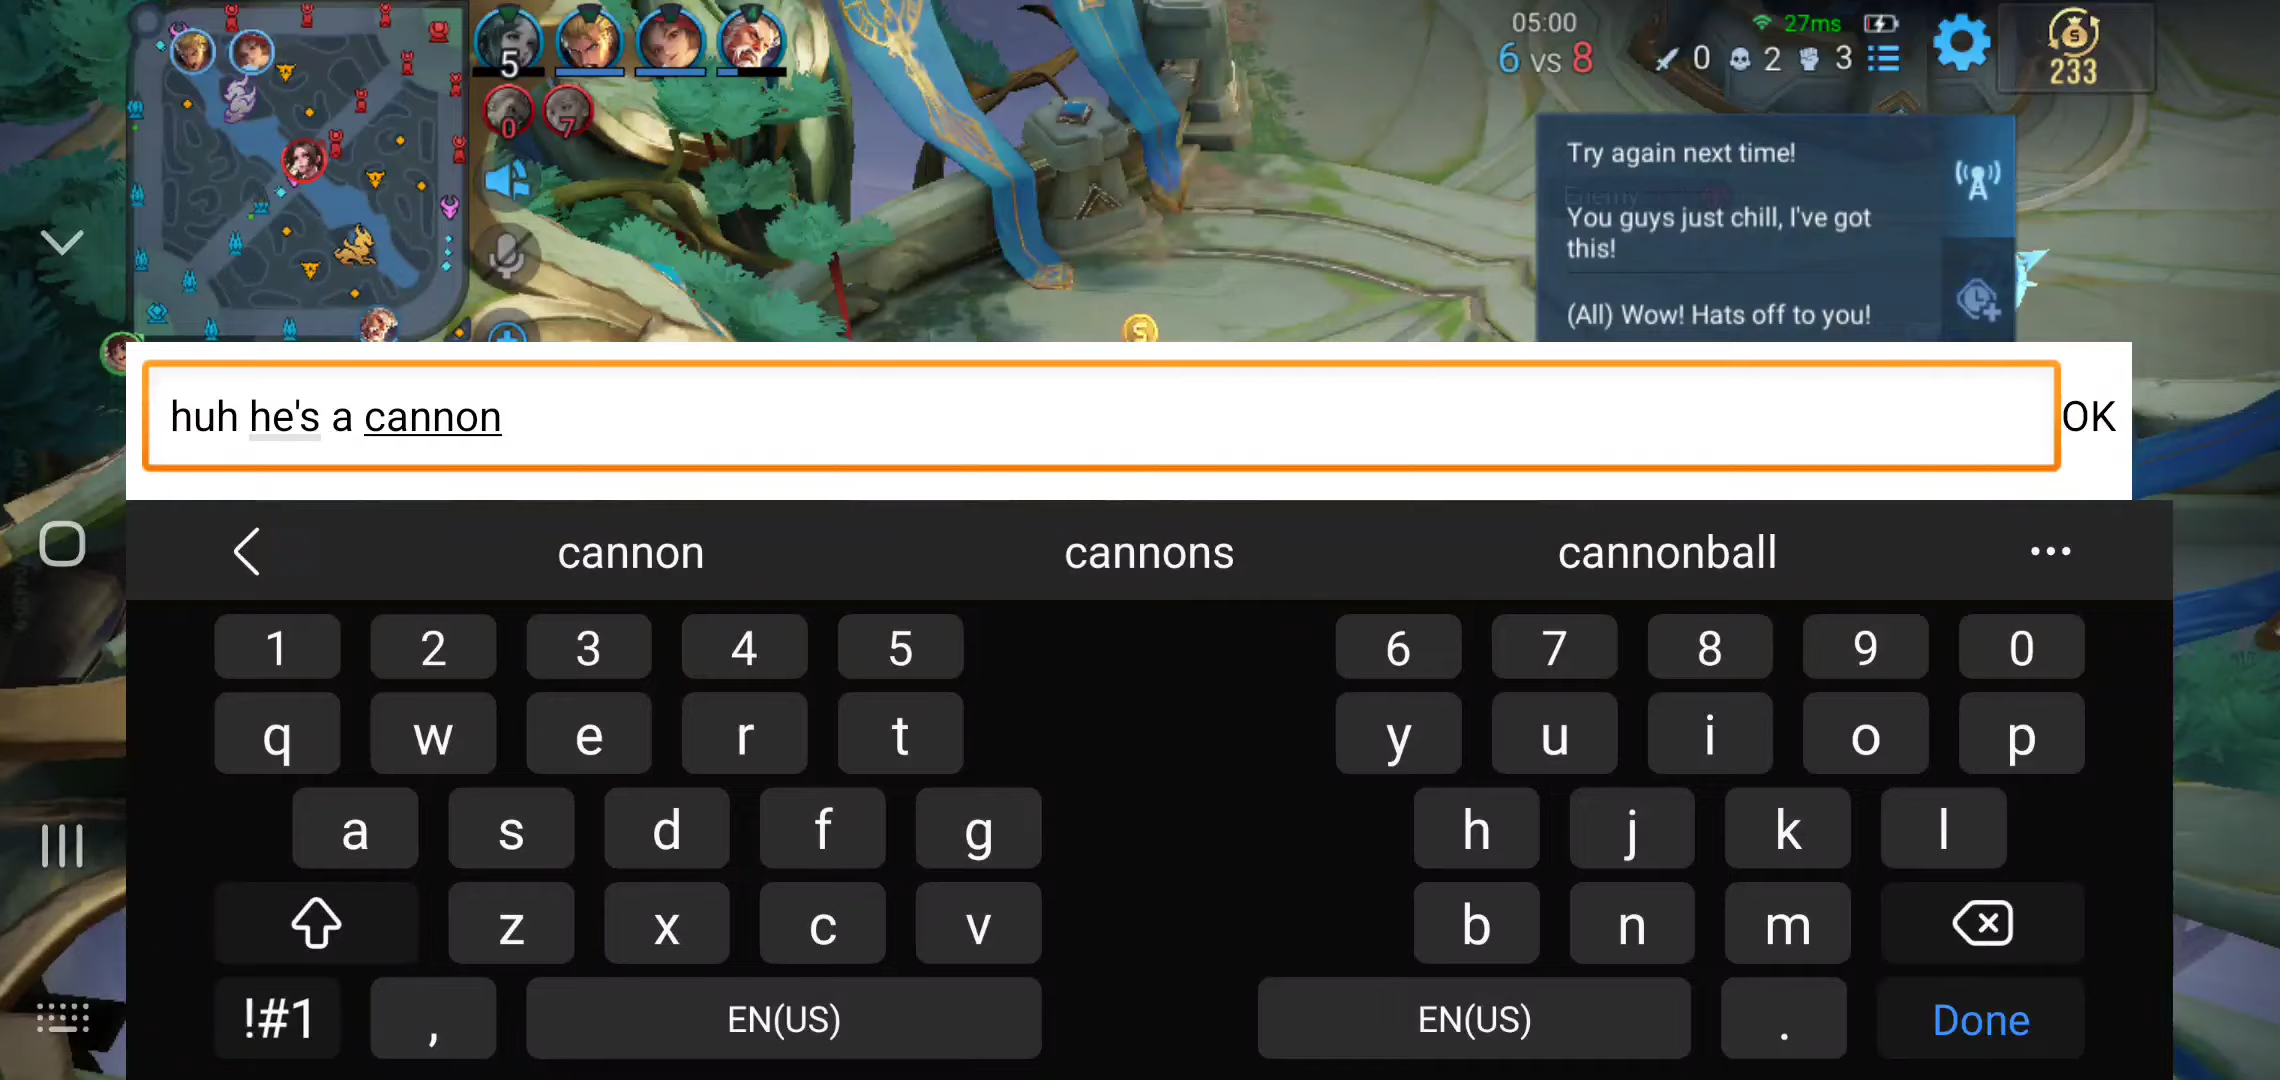 05:00
27ms
6 vs 8
0
2
3
233
5
0
7
Try again next time!
Enemy
You guys just chill, I've got
this!
(All) Wow! Hats off to you!
huh he's a cannon
OK
cannon
cannons
cannonball
1 2 3 4 5 6 7 8 9 0
q w e r t y u i o p
a s d f g h j k l
z x c v b n m
!#1 , EN(US) EN(US) . Done